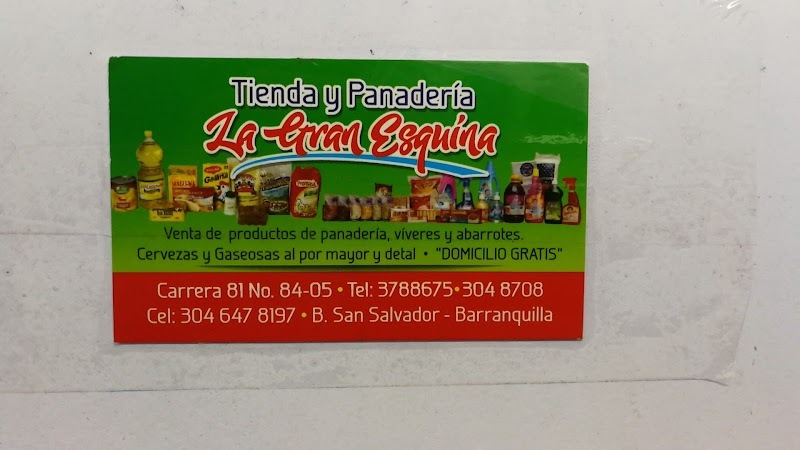 Tienda y Panadería
La Gran Esquina
Venta de productos de panadería, víveres y abarrotes.
Cervezas y Gaseosas al por mayor y detal • "DOMICILIO GRATIS"
Carrera 81 No. 84-05 • Tel: 3788675 • 304 8708
Cel: 304 647 8197 • B. San Salvador - Barranquilla